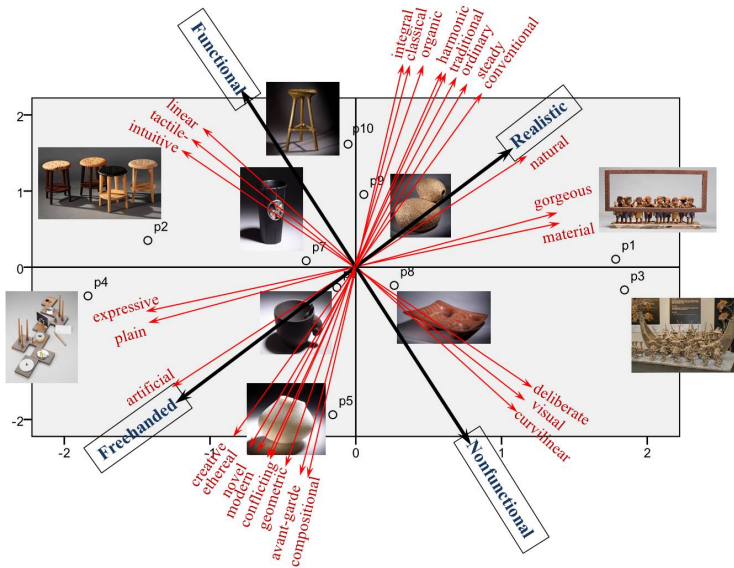 Functional
integral
classical
organic
harmonic
traditional
ordinary
steady
conventional
Realistic
linear
tactile-
intuitive
natural
gorgeous
material
p10
p9
p2
p7
p1
p4
p8
p3
p5
expressive
plain
artificial
Freehanded
creative
ethereal
novel
modern
conflicting
geometric
avant-garde
compositional
deliberate
visual
curvilinear
Nonfunctional
2
1
0
-2
-2
-1
0
1
2